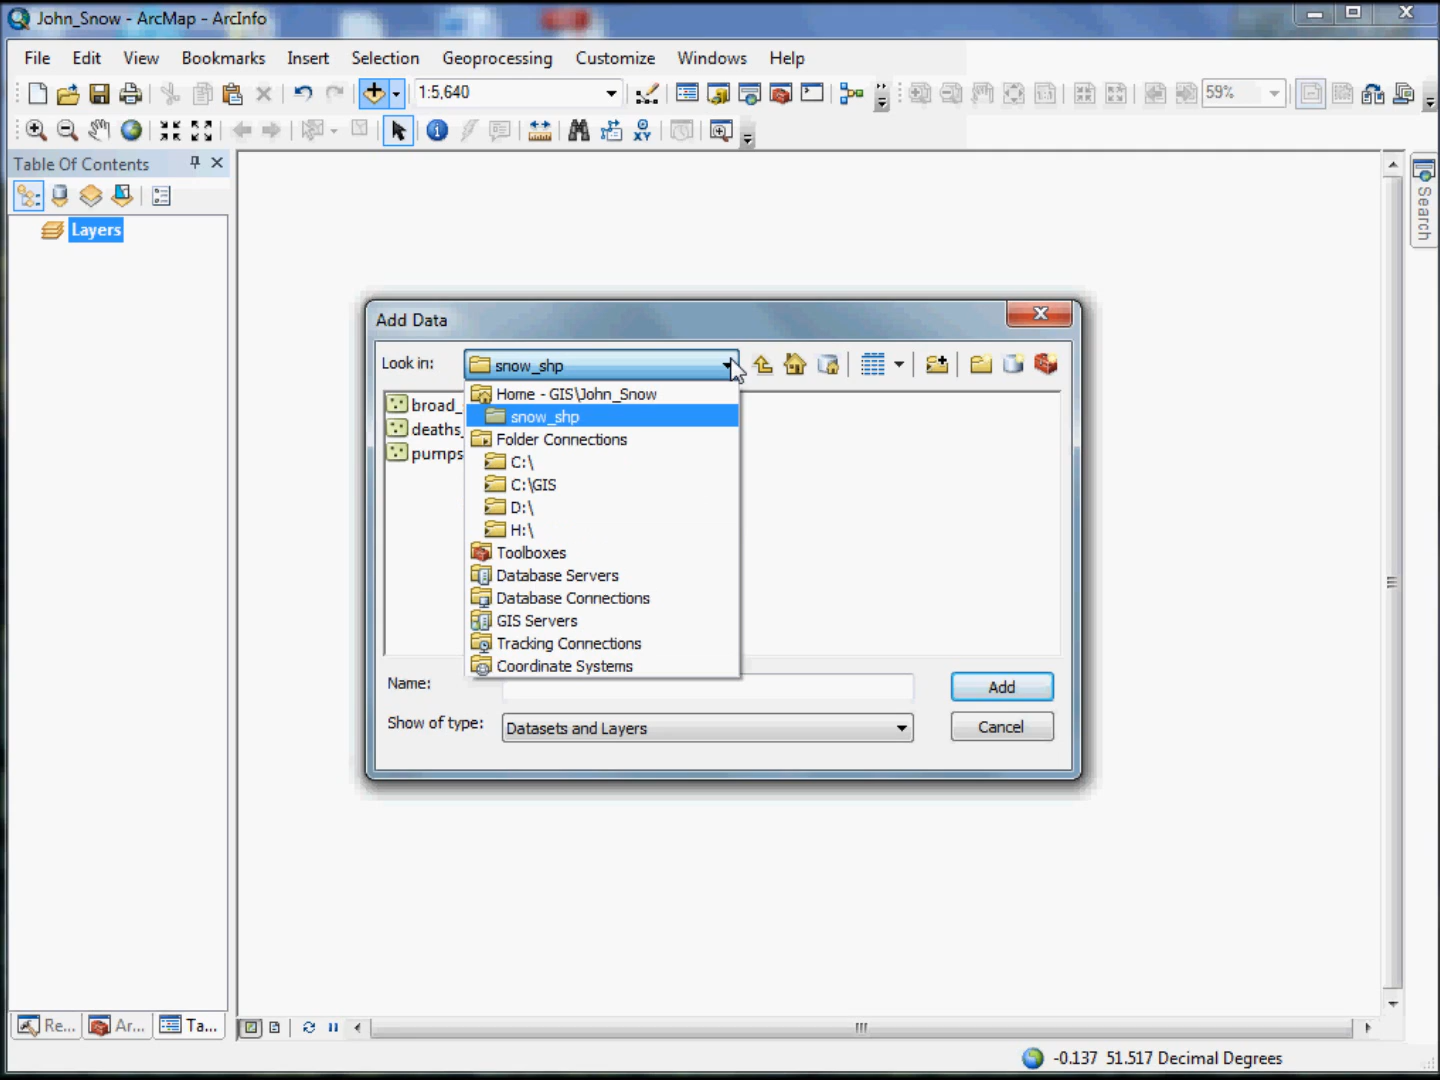 John_Snow - ArcMap - ArcInfo
File Edit View Bookmarks Insert Selection Geoprocessing Customize Windows Help
1:5,640
59%
Table Of Contents
Layers
Search
Add Data
Look in: snow_shp
Home - GIS\John_Snow
snow_shp
Folder Connections
C:\
C:\GIS
D:\
H:\
Toolboxes
Database Servers
Database Connections
GIS Servers
Tracking Connections
Coordinate Systems
broad_
deaths_
pumps
Name:
Add
Show of type: Datasets and Layers
Cancel
Re... Ar... Ta...
-0.137 51.517 Decimal Degrees